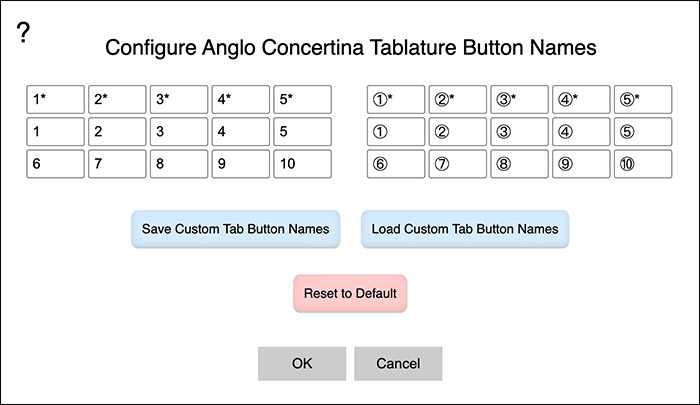 ?
Configure Anglo Concertina Tablature Button Names
1* 2* 3* 4* 5* ①* ②* ③* ④* ⑤*
1 2 3 4 5 ① ② ③ ④ ⑤
6 7 8 9 10 ⑥ ⑦ ⑧ ⑨ ⑩
Save Custom Tab Button Names Load Custom Tab Button Names
Reset to Default
OK Cancel